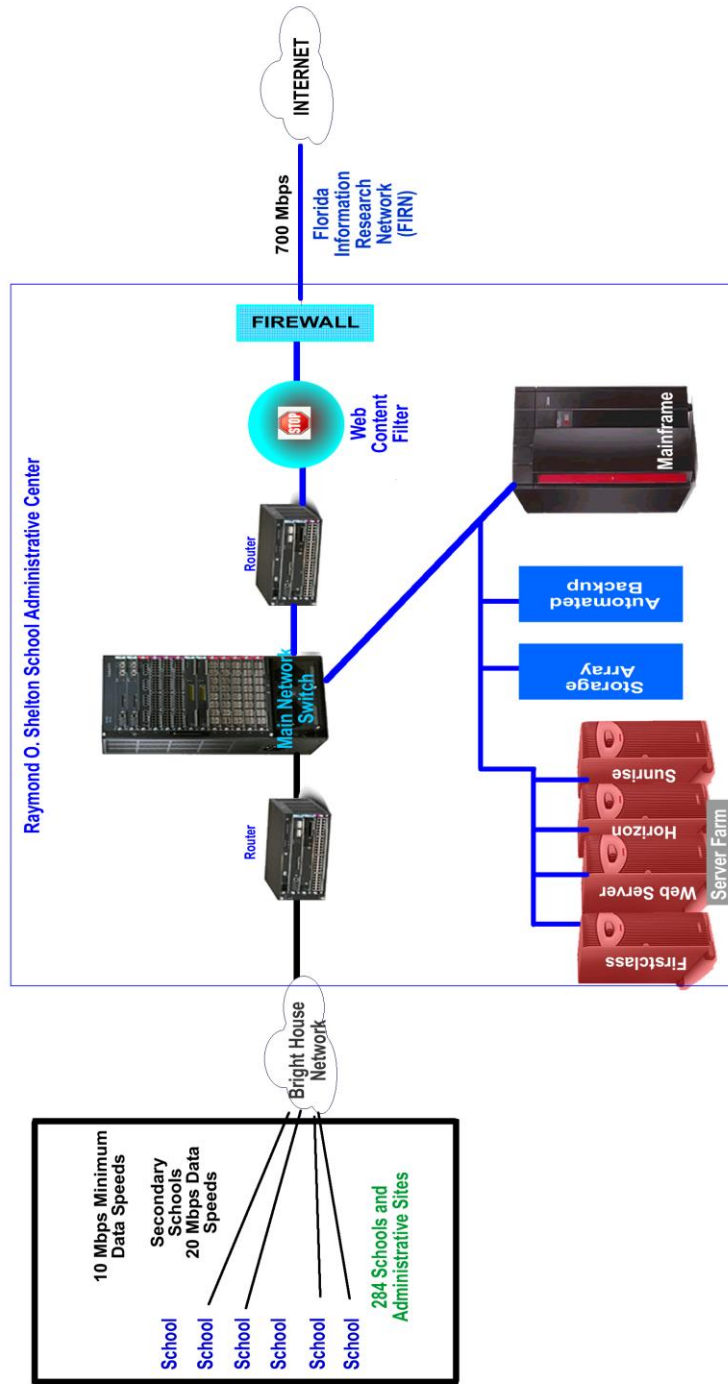 10 Mbps Minimum
Data Speeds
Secondary
Schools
20 Mbps Data
Speeds
School
School
School
School
School
School
284 Schools and
Administrative Sites
Bright House
Network
Raymond O. Shelton School Administrative Center
Router
Main Network
Switch
Router
Web
Content
Filter
STOP
FIREWALL
700 Mbps
Florida
Information
Research
Network
(FIRN)
INTERNET
Firstclass
Web Server
Horizon
Sunrise
Server Farm
Storage
Array
Automated
Backup
Mainframe